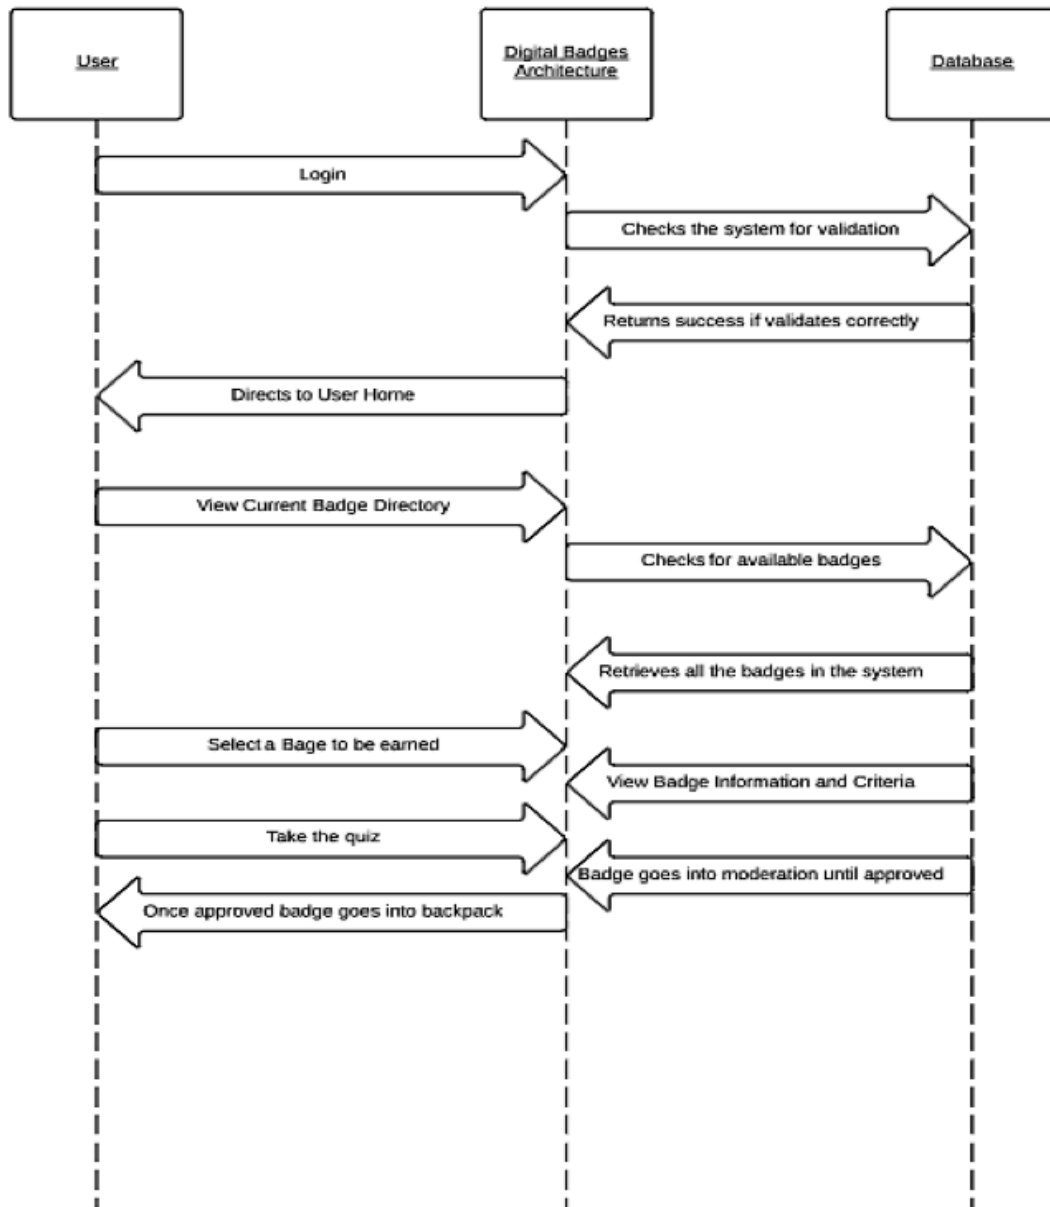 User
Digital Badges
Architecture
Database
Login
Checks the system for validation
Returns success if validates correctly
Directs to User Home
View Current Badge Directory
Checks for available badges
Retrieves all the badges in the system
Select a Bage to be earned
View Badge Information and Criteria
Take the quiz
Badge goes into moderation until approved
Once approved badge goes into backpack